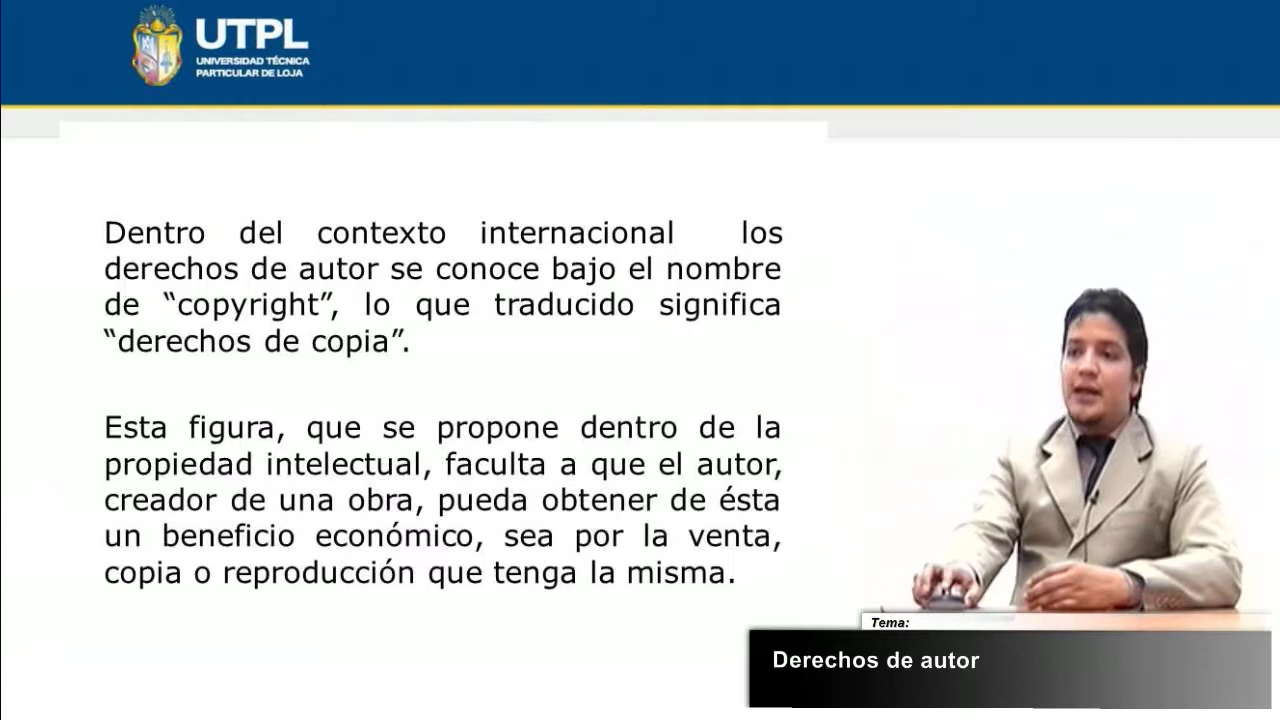 UTPL
UNIVERSIDAD TÉCNICA
PARTICULAR DE LOJA
Dentro del contexto internacional los
derechos de autor se conoce bajo el nombre
de “copyright”, lo que traducido significa
“derechos de copia”.
Esta figura, que se propone dentro de la
propiedad intelectual, faculta a que el autor,
creador de una obra, pueda obtener de ésta
un beneficio económico, sea por la venta,
copia o reproducción que tenga la misma.
Tema:
Derechos de autor